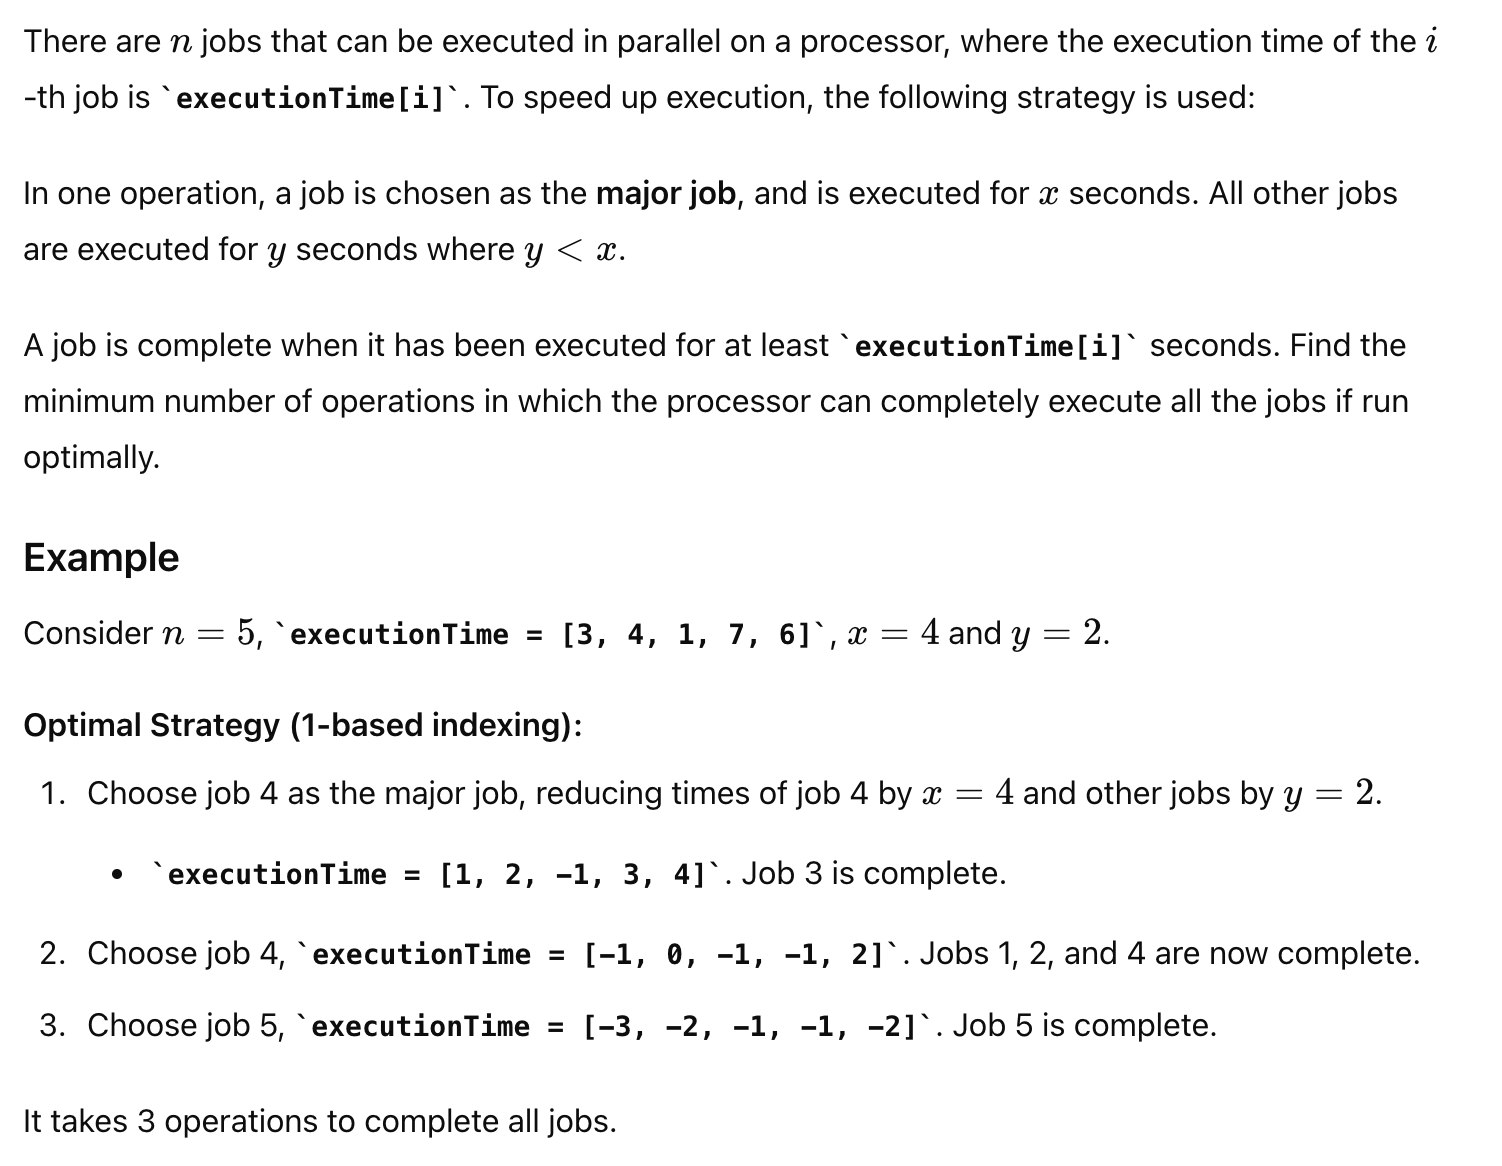 There are n jobs that can be executed in parallel on a processor, where the execution time of the i
-th job is `executionTime[i]`. To speed up execution, the following strategy is used:
In one operation, a job is chosen as the major job, and is executed for x seconds. All other jobs
are executed for y seconds where y < x.
A job is complete when it has been executed for at least `executionTime[i]` seconds. Find the
minimum number of operations in which the processor can completely execute all the jobs if run
optimally.
Example
Consider n = 5, `executionTime = [3, 4, 1, 7, 6]`, x = 4 and y = 2.
Optimal Strategy (1-based indexing):
1. Choose job 4 as the major job, reducing times of job 4 by x = 4 and other jobs by y = 2.
• `executionTime = [1, 2, −1, 3, 4]`. Job 3 is complete.
2. Choose job 4, `executionTime = [−1, 0, −1, −1, 2]`. Jobs 1, 2, and 4 are now complete.
3. Choose job 5, `executionTime = [−3, −2, −1, −1, −2]`. Job 5 is complete.
It takes 3 operations to complete all jobs.